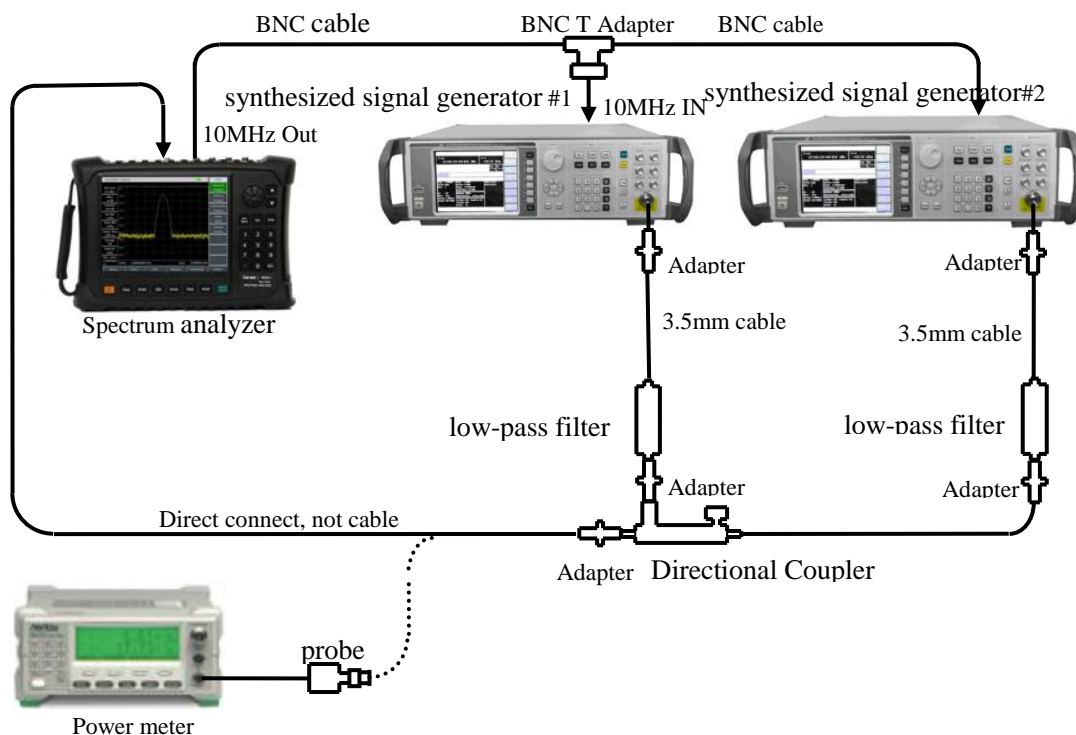 BNC cable
BNC T Adapter
BNC cable
synthesized signal generator #1
10MHz IN
synthesized signal generator#2
10MHz Out
Adapter
Adapter
Spectrum analyzer
3.5mm cable
3.5mm cable
low-pass filter
low-pass filter
Adapter
Adapter
Direct connect, not cable
Adapter
Directional Coupler
probe
Power meter